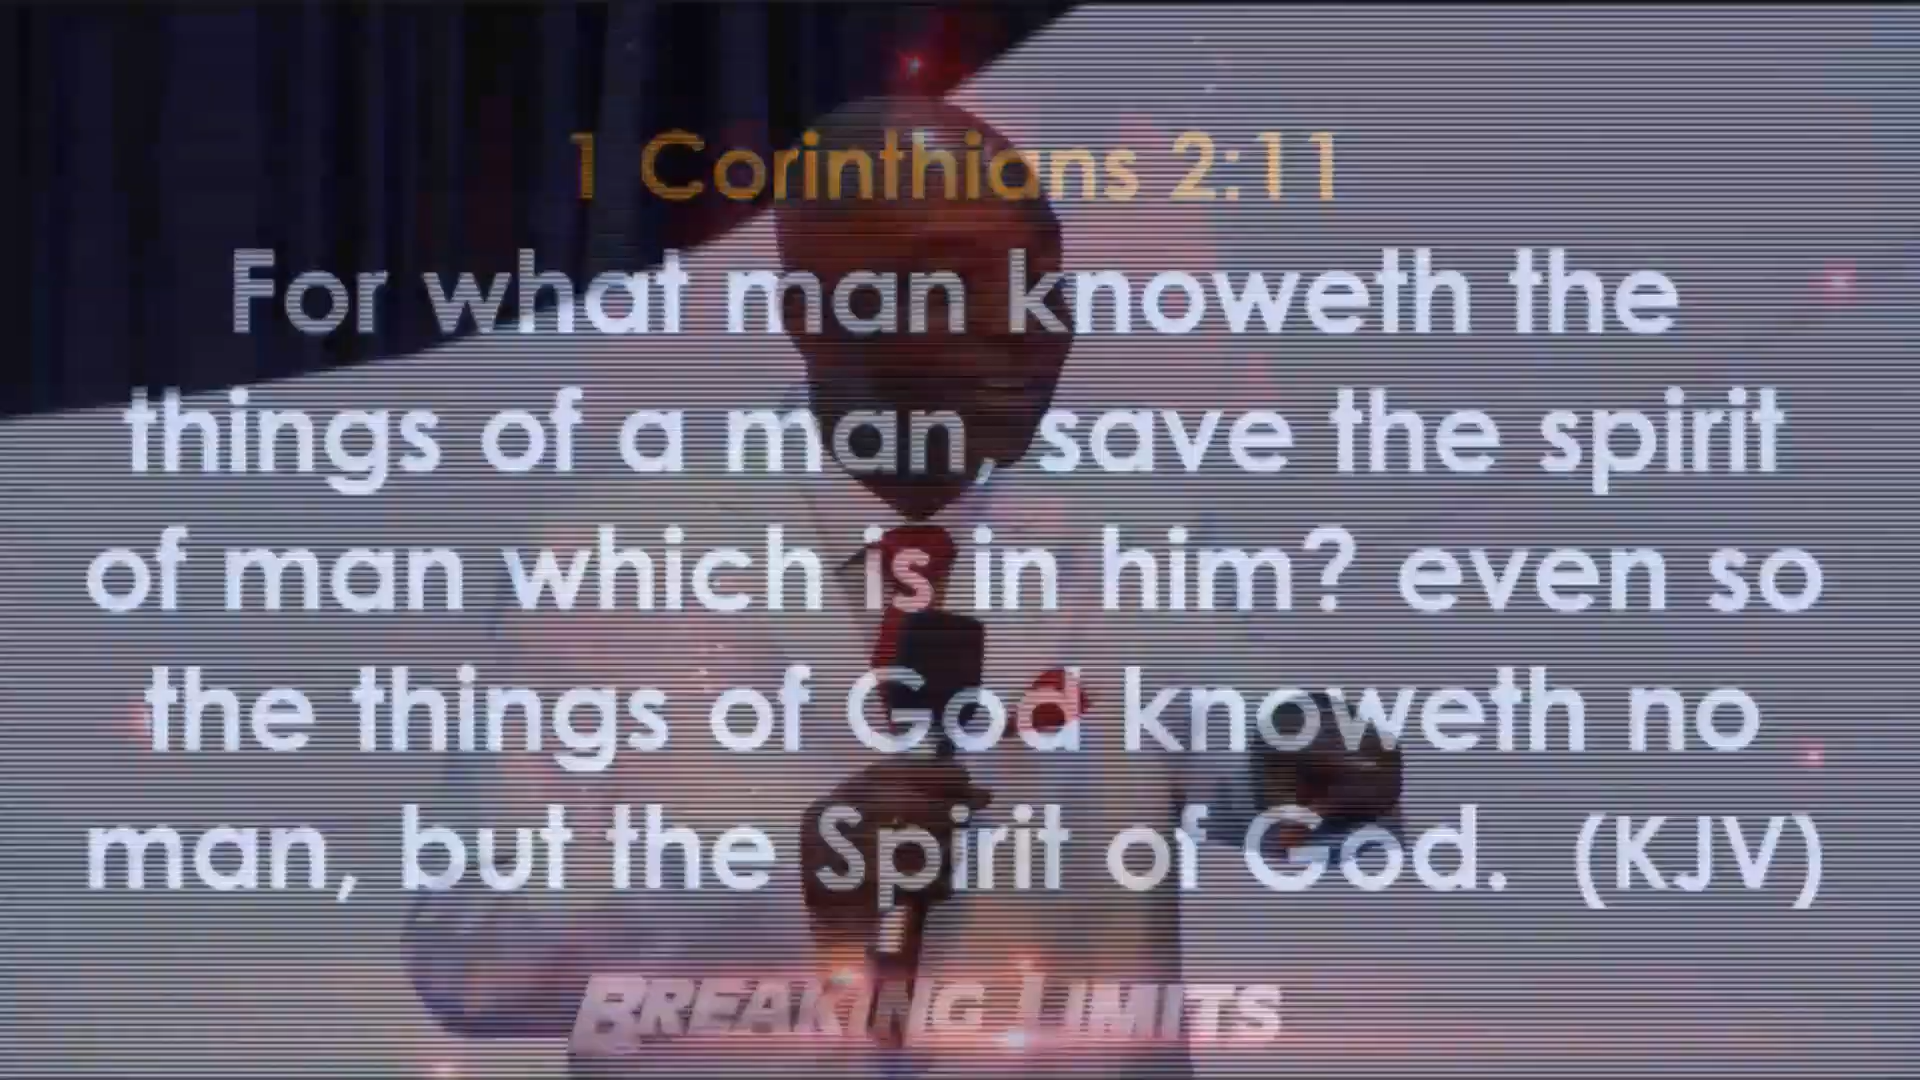 1 Corinthians 2:11
For what man knoweth the
things of a man, save the spirit
of man which is in him? even so
the things of God knoweth no
man, but the Spirit of God. (KJV)
BREAKING LIMITS